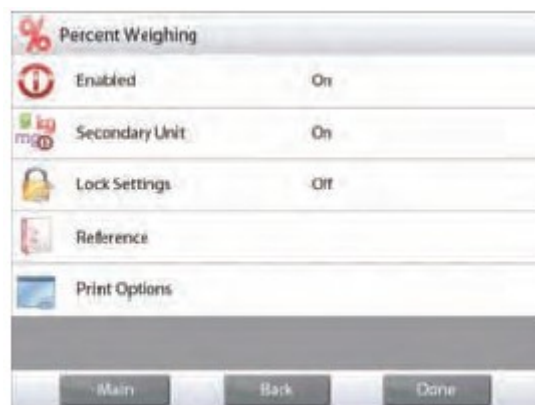 Percent Weighing
Enabled On
Secondary Unit On
Lock Settings Off
Reference
Print Options
Main Back Done